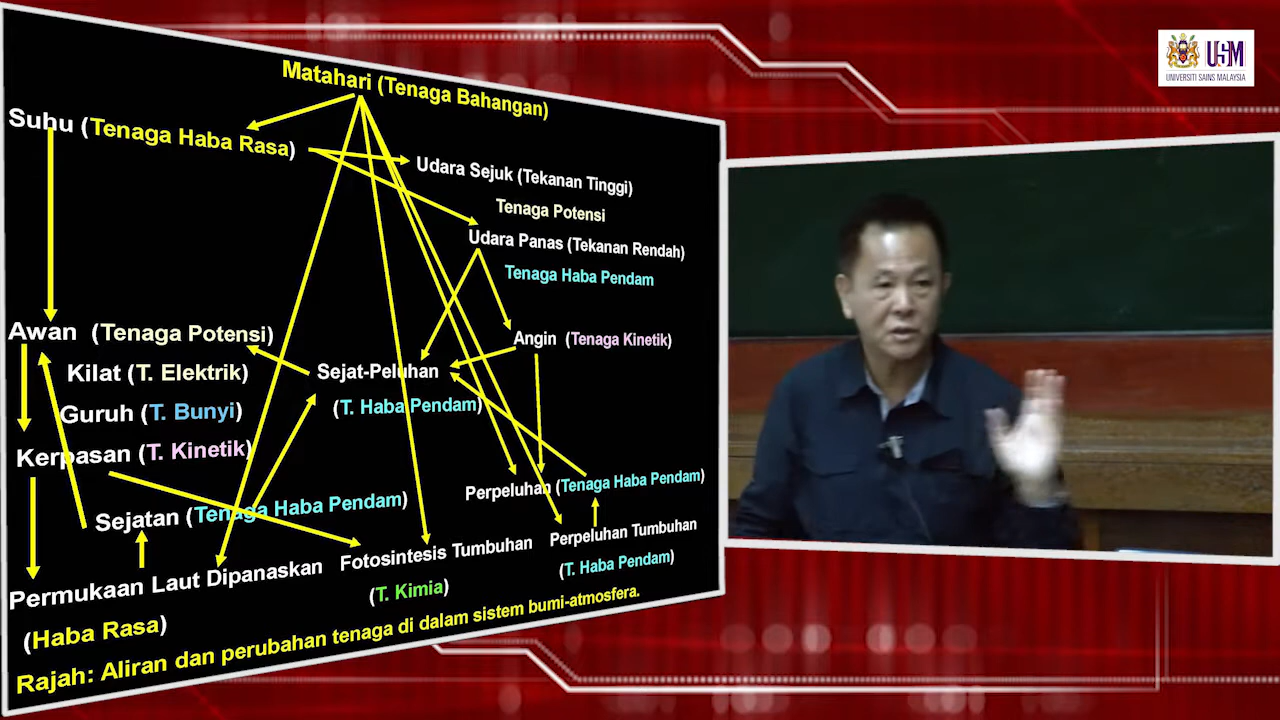 USM
UNIVERSITI SAINS MALAYSIA
Matahari (Tenaga Bahangan)
Suhu (Tenaga Haba Rasa)
Udara Sejuk (Tekanan Tinggi)
Tenaga Potensi
Udara Panas (Tekanan Rendah)
Tenaga Haba Pendam
Awan (Tenaga Potensi)
Angin (Tenaga Kinetik)
Kilat (T. Elektrik)
Sejat-Peluhan
Guruh (T. Bunyi)
(T. Haba Pendam)
Kerpasan (T. Kinetik)
Perpeluhan (Tenaga Haba Pendam)
Sejatan (Tenaga Haba Pendam)
Perpeluhan Tumbuhan
(T. Haba Pendam)
Fotosintesis Tumbuhan
(T. Kimia)
Permukaan Laut Dipanaskan
(Haba Rasa)
Rajah: Aliran dan perubahan tenaga di dalam sistem bumi-atmosfera.